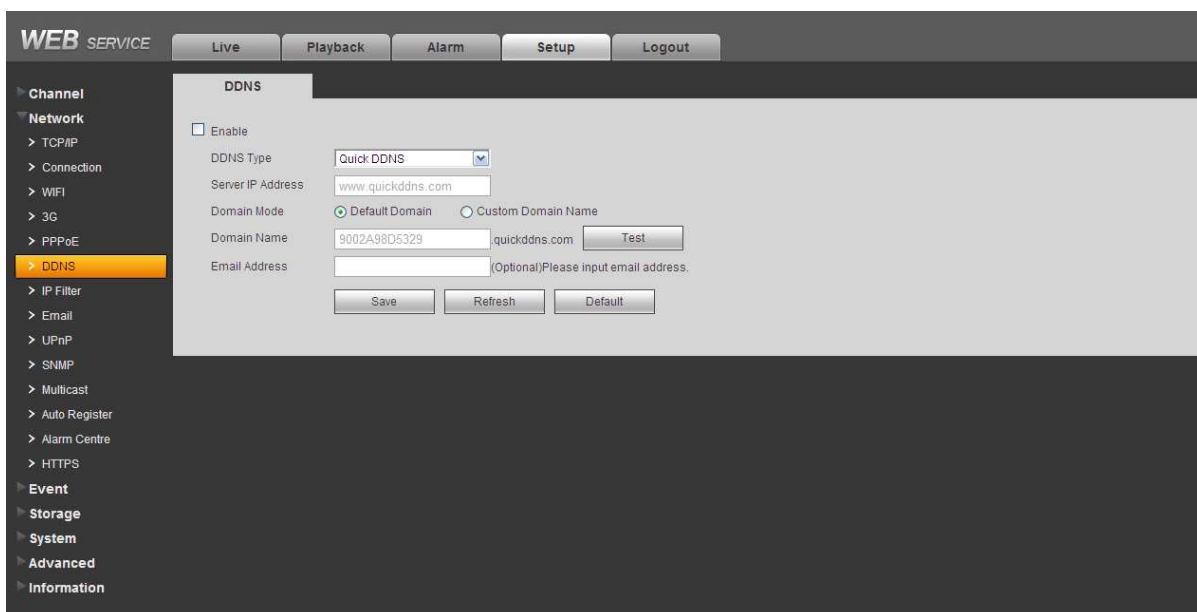 WEB SERVICE
Live Playback Alarm Setup Logout
Channel
Network
> TCP/IP
> Connection
> WIFI
> 3G
> PPPoE
> DDNS
> IP Filter
> Email
> UPnP
> SNMP
> Multicast
> Auto Register
> Alarm Centre
> HTTPS
Event
Storage
System
Advanced
Information
DDNS
Enable
DDNS Type Quick DDNS
Server IP Address www.quickddns.com
Domain Mode Default Domain Custom Domain Name
Domain Name 9002A98D5329 .quickddns.com Test
Email Address (Optional)Please input email address.
Save Refresh Default